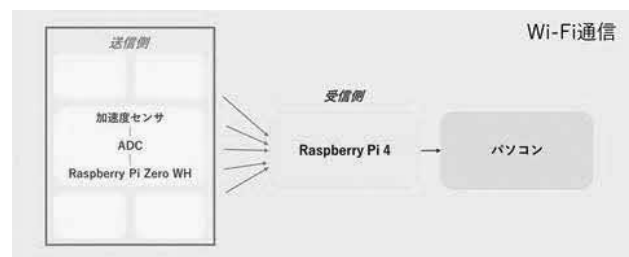 Wi-Fi通信
送信側
加速度センサ
ADC
Raspberry Pi Zero WH
受信側
Raspberry Pi 4
パソコン